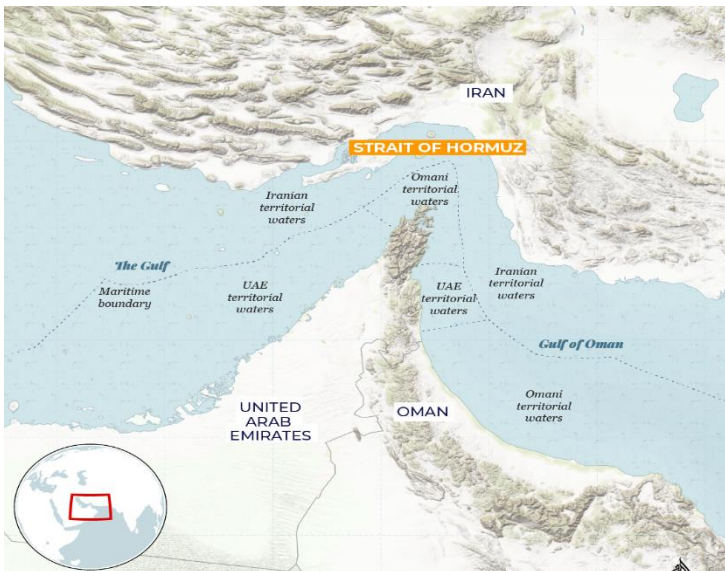 IRAN
STRAIT OF HORMUZ
Omani
territorial
waters
Iranian
territorial
waters
The Gulf
Maritime
boundary
UAE
territorial
waters
UAE
territorial
waters
Iranian
territorial
waters
Gulf of Oman
Omani
territorial
waters
UNITED
ARAB
EMIRATES
OMAN